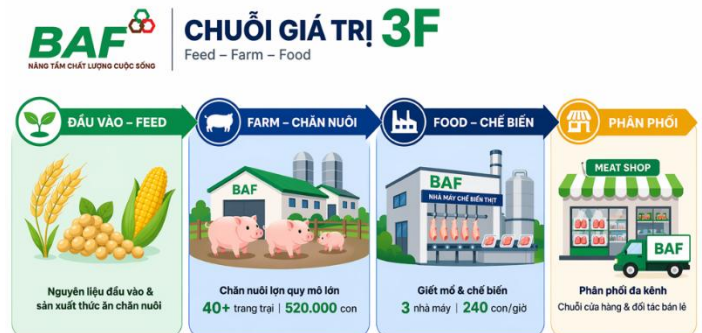 BAF
NÂNG TẦM CHẤT LƯỢNG CUỘC SỐNG
CHUỖI GIÁ TRỊ 3F
Feed – Farm – Food
ĐẦU VÀO – FEED
FARM – CHĂN NUÔI
FOOD – CHẾ BIẾN
PHÂN PHỐI
BAF
BAF
NHÀ MÁY CHẾ BIẾN THỊT
MEAT SHOP
BAF
Nguyên liệu đầu vào &
sản xuất thức ăn chăn nuôi
Chăn nuôi lợn quy mô lớn
40+ trang trại | 520.000 con
Giết mổ & chế biến
3 nhà máy | 240 con/giờ
Phân phối đa kênh
Chuỗi cửa hàng & đối tác bán lẻ